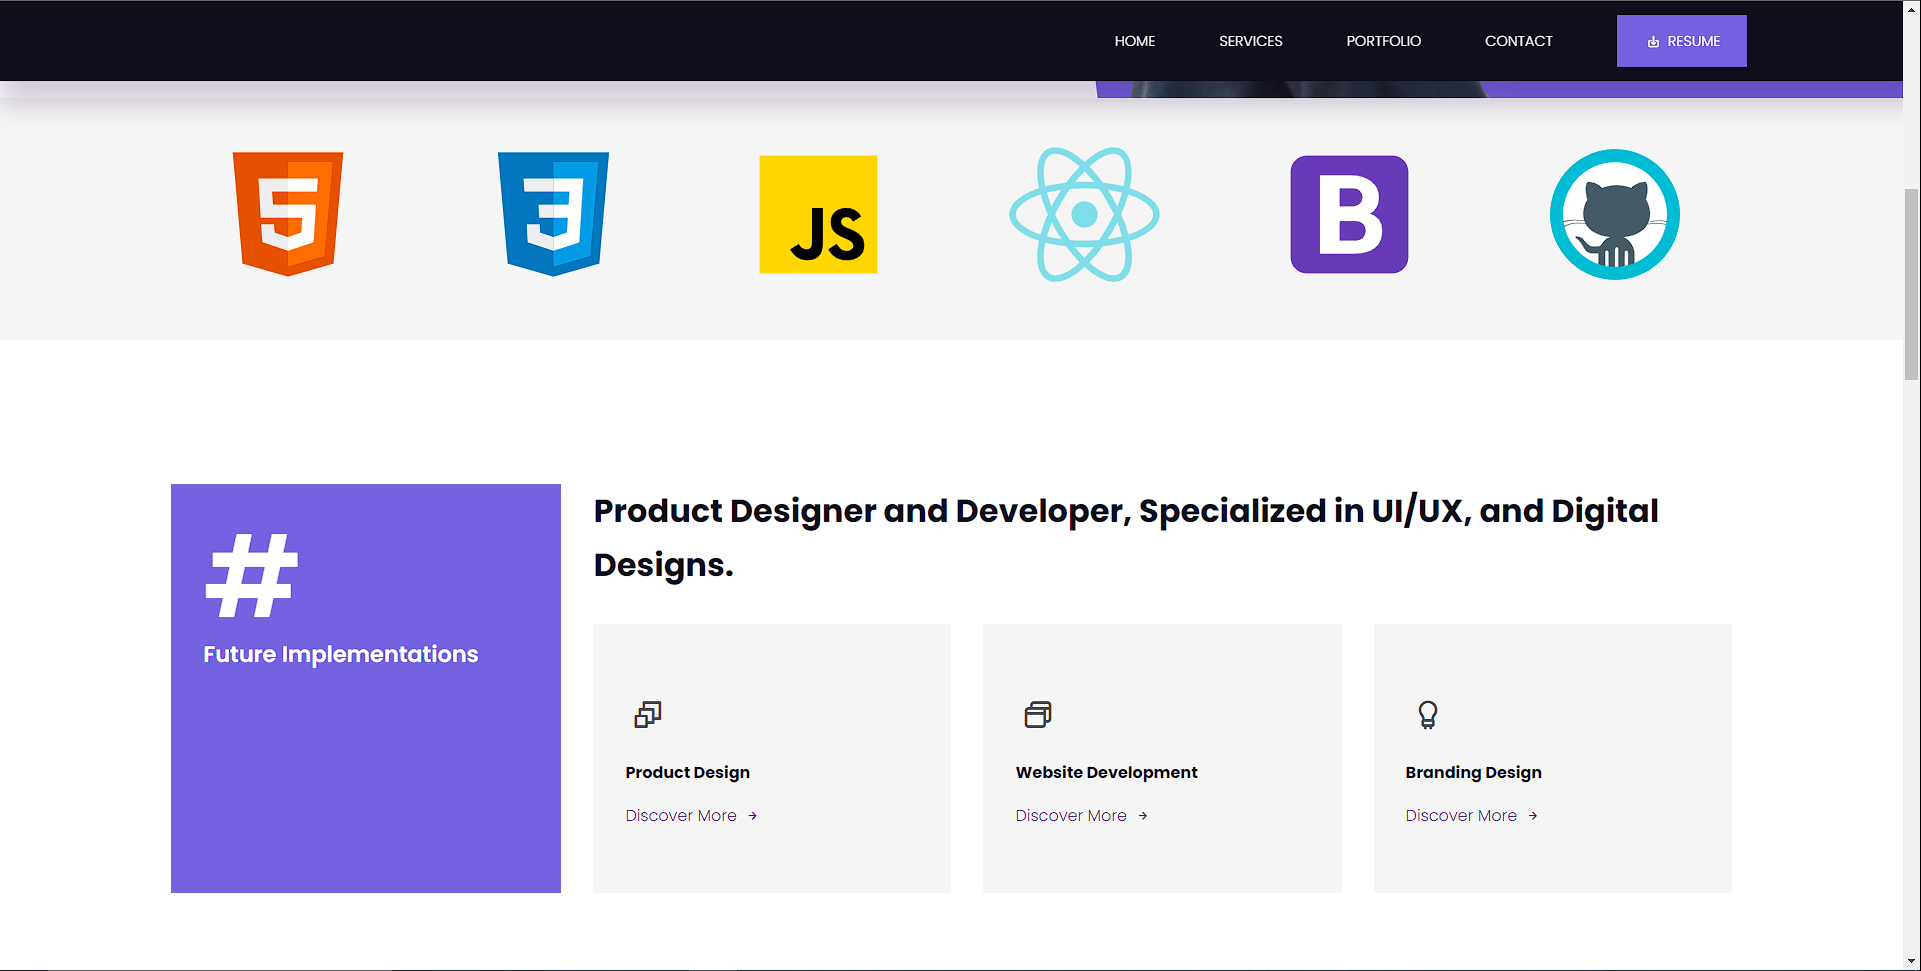 HOME SERVICES PORTFOLIO CONTACT RESUME
5 3 JS B
#
Future Implementations
Product Designer and Developer, Specialized in UI/UX, and Digital
Designs.
Product Design Website Development Branding Design
Discover More → Discover More → Discover More →